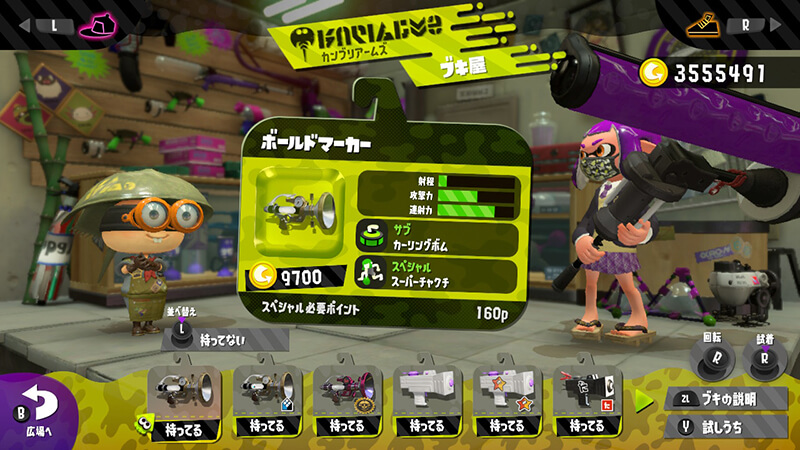 L
R
カンブリアームズ
ブキ屋
3555491
ボールドマーカー
射程
攻撃力
連射力
サブ
カーリングボム
9700
スペシャル
スーパーチャクチ
スペシャル必要ポイント
160p
並べ替え
L
持ってない
回転
R
試着
R
B
広場へ
持ってる
持ってる
持ってる
持ってる
持ってる
持ってる
ZL ブキの説明
Y 試しうち